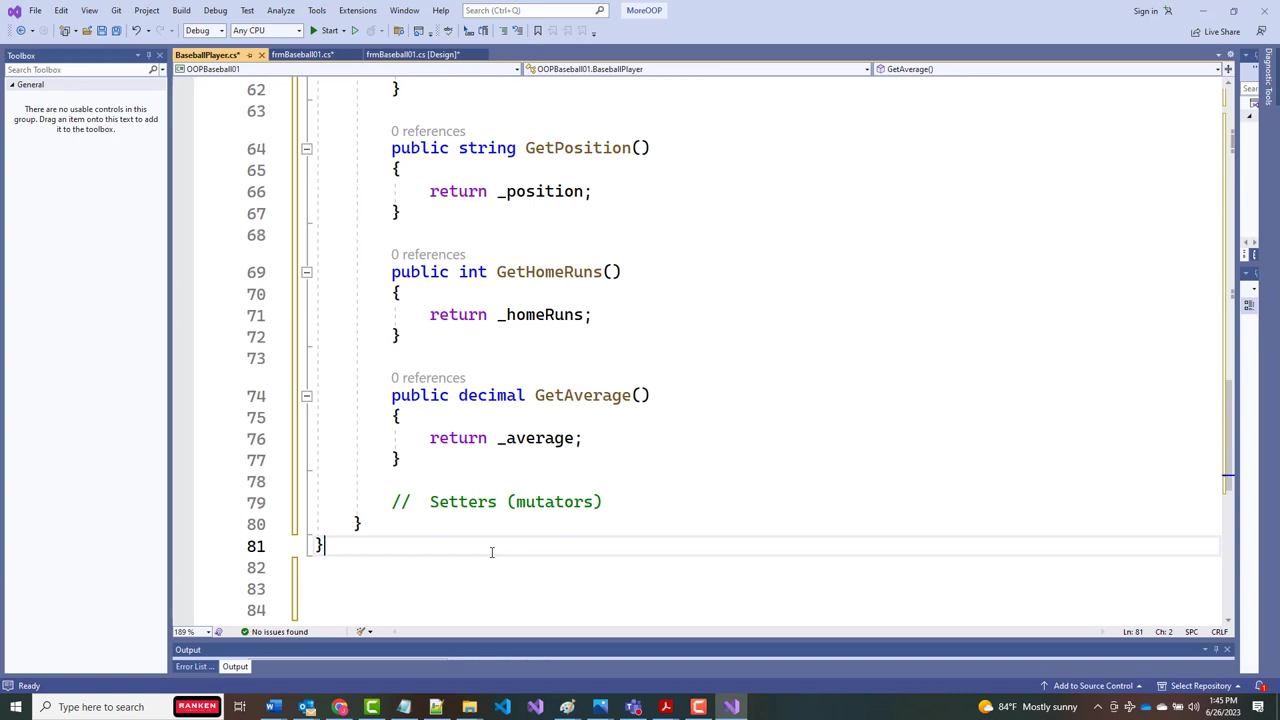 File Edit View Git Project Build Debug Test Analyze Tools Extensions Window Help Search (Ctrl+Q) MoreOOP Sign in
Debug Any CPU Start Live Share
Toolbox
Search Toolbox
General
There are no usable controls in this
group. Drag an item onto this text to add
it to the toolbox.
BaseballPlayer.cs* frmBaseball01.cs* frmBaseball01.cs [Design]*
OOPBaseball01 OOPBaseball01.BaseballPlayer GetAverage()
62 }
63
0 references
64 public string GetPosition()
65 {
66 return _position;
67 }
68
0 references
69 public int GetHomeRuns()
70 {
71 return _homeRuns;
72 }
73
0 references
74 public decimal GetAverage()
75 {
76 return _average;
77 }
78
79 // Setters (mutators)
80 }
81 }
82
83
84
189 % No issues found Ln: 81 Ch: 2 SPC CRLF
Output
Error List ... Output
Ready Add to Source Control Select Repository
Type here to search RANKEN 84°F Mostly sunny 1:45 PM
6/26/2023
Diagnostic Tools
Sear